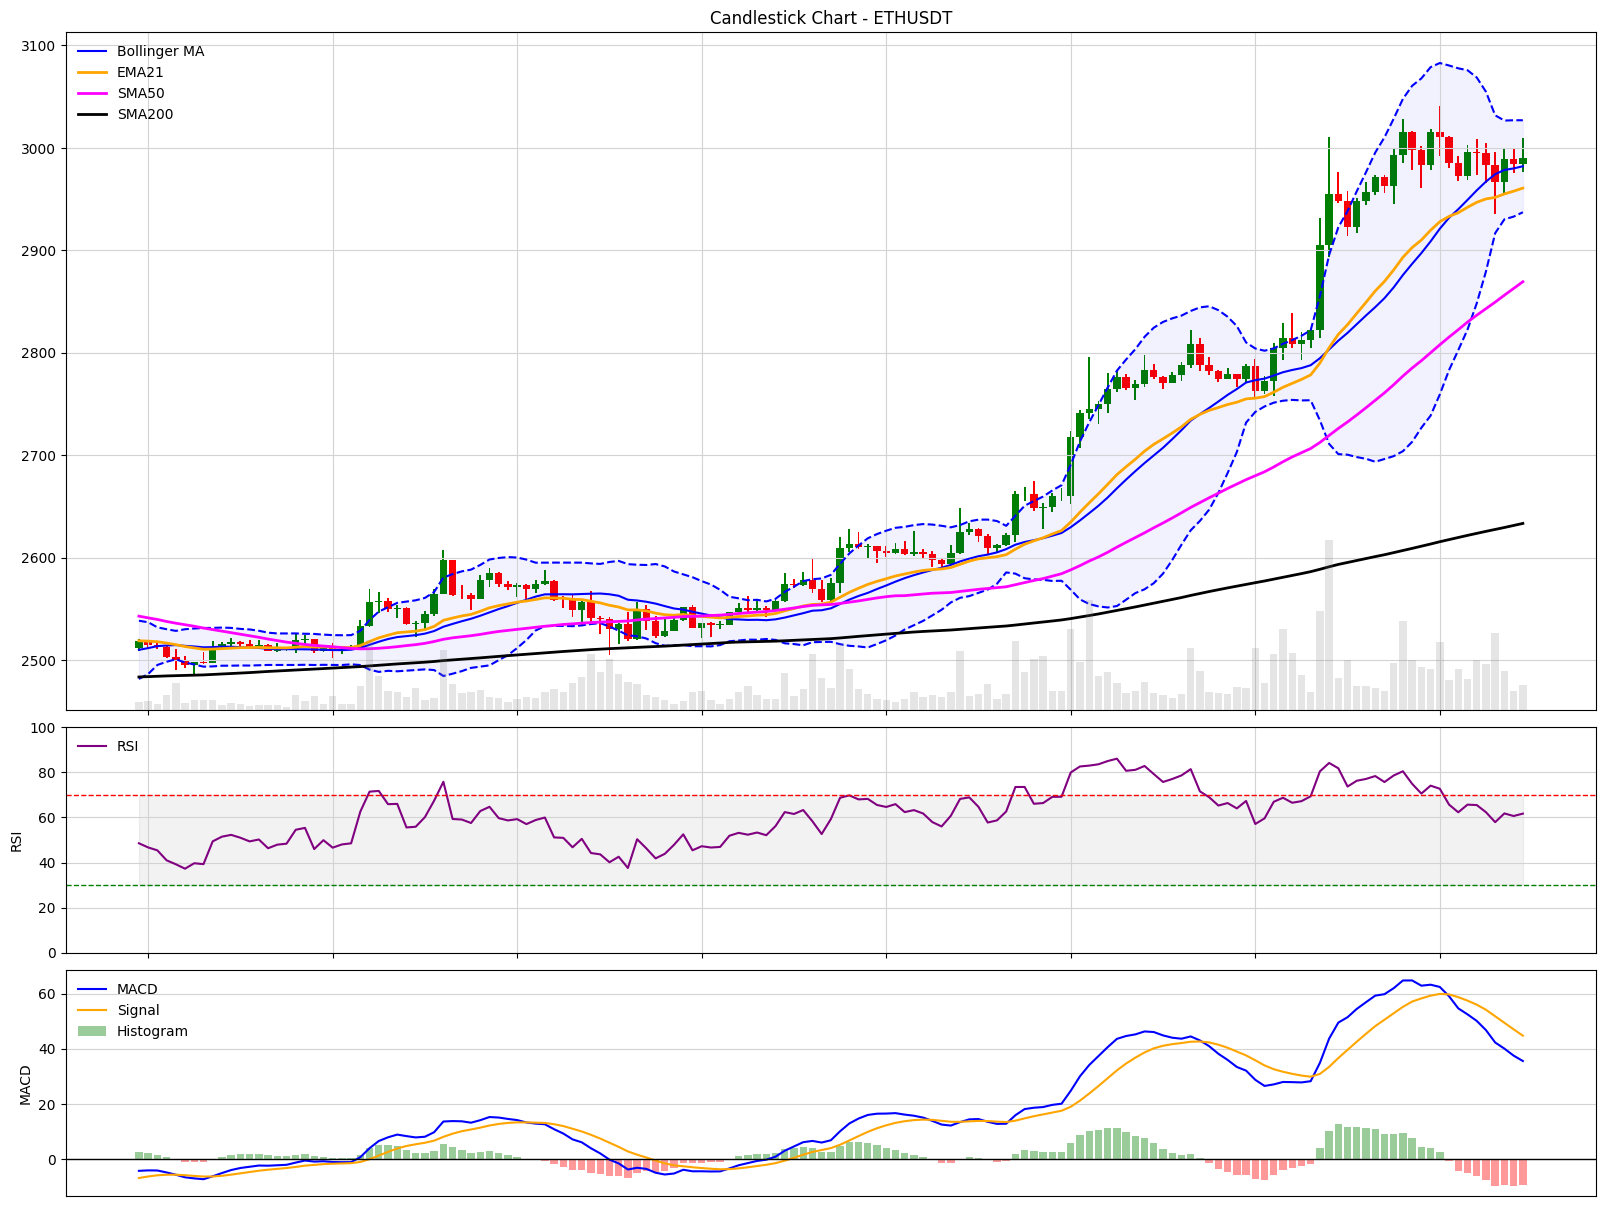 Candlestick Chart - ETHUSDT
Bollinger MA
EMA21
SMA50
SMA200
3100
3000
2900
2800
2700
2600
2500
RSI
100
80
60
40
20
0
RSI
MACD
Signal
Histogram
60
40
20
0
MACD